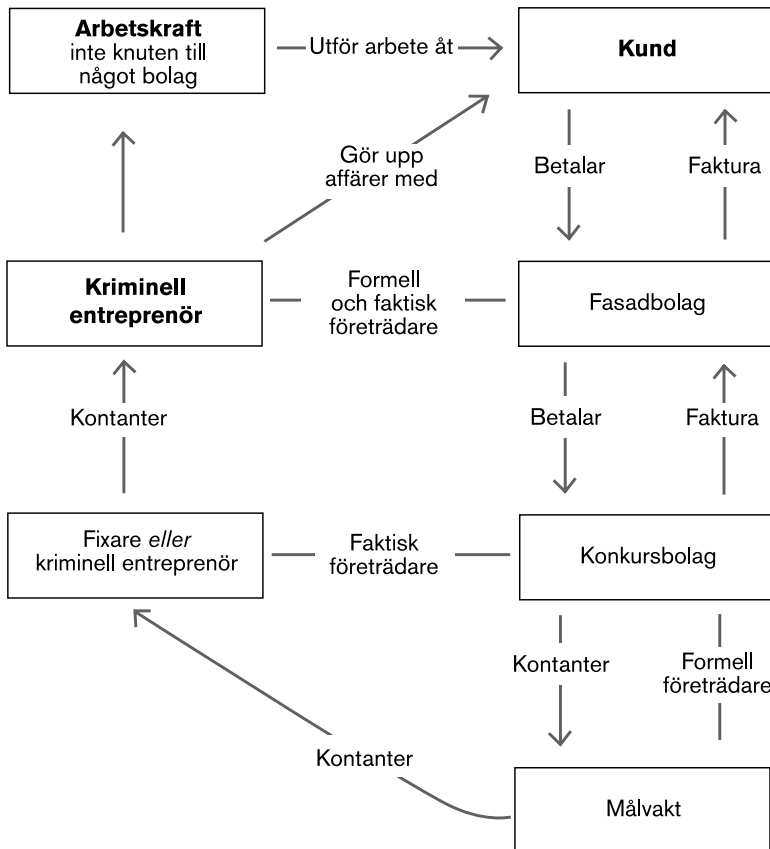 Arbetskraft
inte knuten till
något bolag
Utför arbete åt
Kund
Gör upp
affärer med
Betalar
Faktura
Kriminell
entreprenör
Formell
och faktisk
företrädare
Fasadbolag
Kontanter
Betalar
Faktura
Fixare eller
kriminell entreprenör
Faktisk
företrädare
Konkursbolag
Kontanter
Formell
företrädare
Kontanter
Målvakt